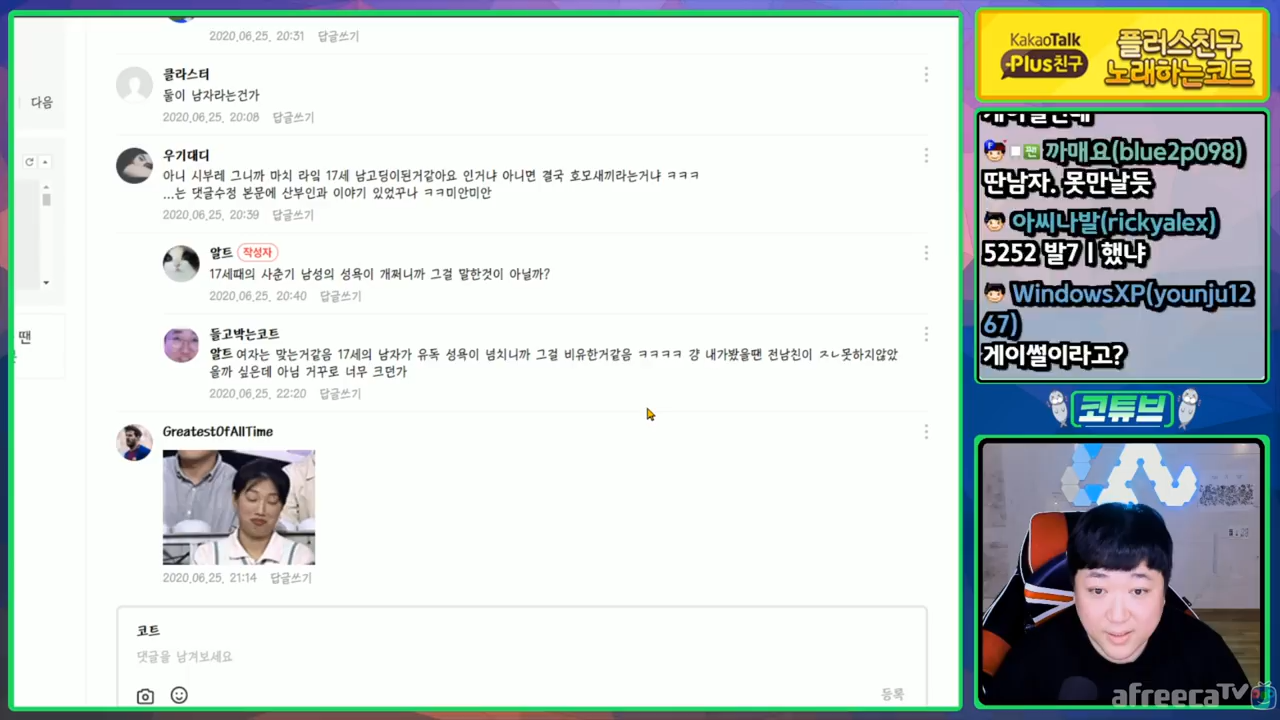 2020.06.25. 20:31 답글쓰기
다음
클라스터
둘이 남자라는건가
2020.06.25. 20:08 답글쓰기
우기대디
아니 시부레 그니까 마치 라임 17세 남고딩이된거같아요 인거냐 아니면 결국 호모새끼라는거냐 ㅋㅋㅋ
...는 댓글수정 본문에 산부인과 이야기 있었꾸나 ㅋㅋ미안미안
2020.06.25. 20:39 답글쓰기
알트 작성자
17세때의 사춘기 남성의 성욕이 개쩌니까 그걸 말한것이 아닐까?
2020.06.25. 20:40 답글쓰기
땐
들고박는코트
알트 여자는 맞는거같음 17세의 남자가 유독 성욕이 넘치니까 그걸 비유한거같음 ㅋㅋㅋㅋ 걍 내가봤을땐 전남친이 ㅈㄴ못하지않았
을까 싶은데 아님 거꾸로 너무 크던가
2020.06.25. 22:20 답글쓰기
GreatestOfAllTime
2020.06.25. 21:14 답글쓰기
코트
댓글을 남겨보세요
등록
KakaoTalk
Plus친구
플러스친구
노래하는코트
팬 까매요(blue2p098)
딴남자. 못만날듯
아씨나발(rickyalex)
5252 발7ㅣ했냐
WindowsXP(younju12
67)
게이썰이라고?
코튜브
afreecaTV